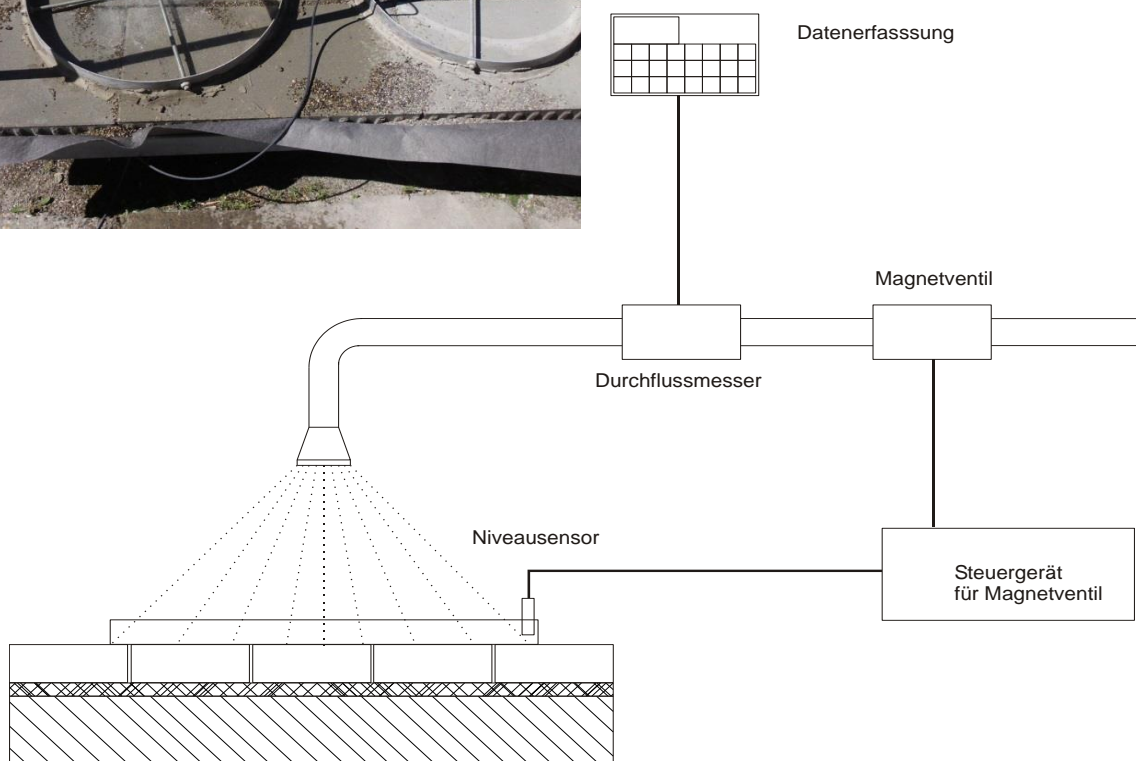 Datenerfasssung
Magnetventil
Durchflussmesser
Niveausensor
Steuergerät
für Magnetventil